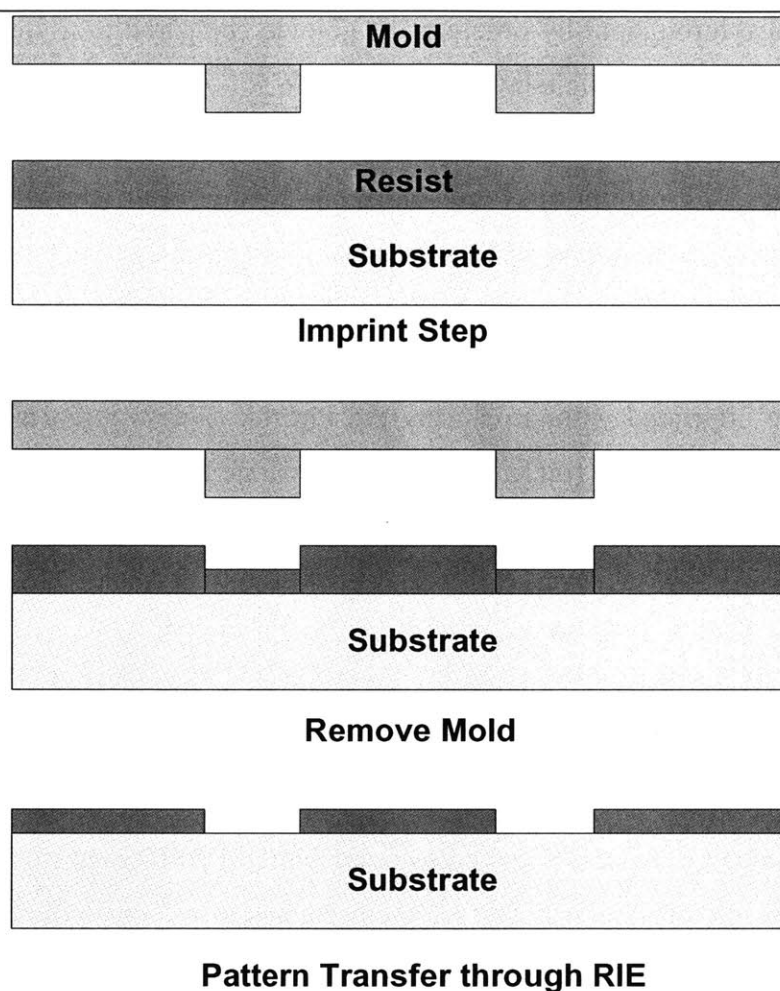 Mold
Resist
Substrate
Imprint Step
Substrate
Remove Mold
Substrate
Pattern Transfer through RIE